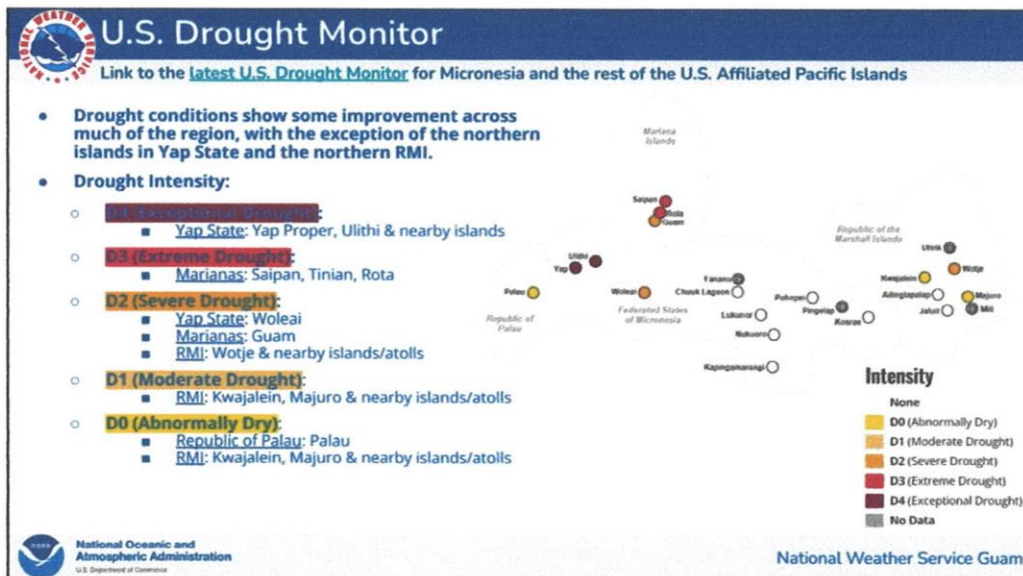 NATIONAL WEATHER SERVICE
U.S. Drought Monitor
Link to the latest U.S. Drought Monitor for Micronesia and the rest of the U.S. Affiliated Pacific Islands
• Drought conditions show some improvement across
much of the region, with the exception of the northern
islands in Yap State and the northern RMI.
• Drought Intensity:
○ D4 (Exceptional Drought):
■ Yap State: Yap Proper, Ulithi & nearby islands
○ D3 (Extreme Drought):
■ Marianas: Saipan, Tinian, Rota
○ D2 (Severe Drought):
■ Yap State: Woleai
■ Marianas: Guam
■ RMI: Wotje & nearby islands/atolls
○ D1 (Moderate Drought):
■ RMI: Kwajalein, Majuro & nearby islands/atolls
○ D0 (Abnormally Dry):
■ Republic of Palau: Palau
■ RMI: Kwajalein, Majuro & nearby islands/atolls
Mariana
Islands
Saipan
Rota
Guam
Republic of the
Marshall Islands
Utirik
Ulithi
Yap
Wotje
Kwajalein
Fananu
Palau
Woleai
Chuuk Lagoon
Pohnpei
Ailinglapalap
Majuro
Pingelap
Jaluit
Mili
Federated States
of Micronesia
Lukunor
Kosrae
Republic of
Palau
Nukuoro
Kapingamarangi
Intensity
None
D0 (Abnormally Dry)
D1 (Moderate Drought)
D2 (Severe Drought)
D3 (Extreme Drought)
D4 (Exceptional Drought)
No Data
National Oceanic and
Atmospheric Administration
U.S. Department of Commerce
National Weather Service Guam